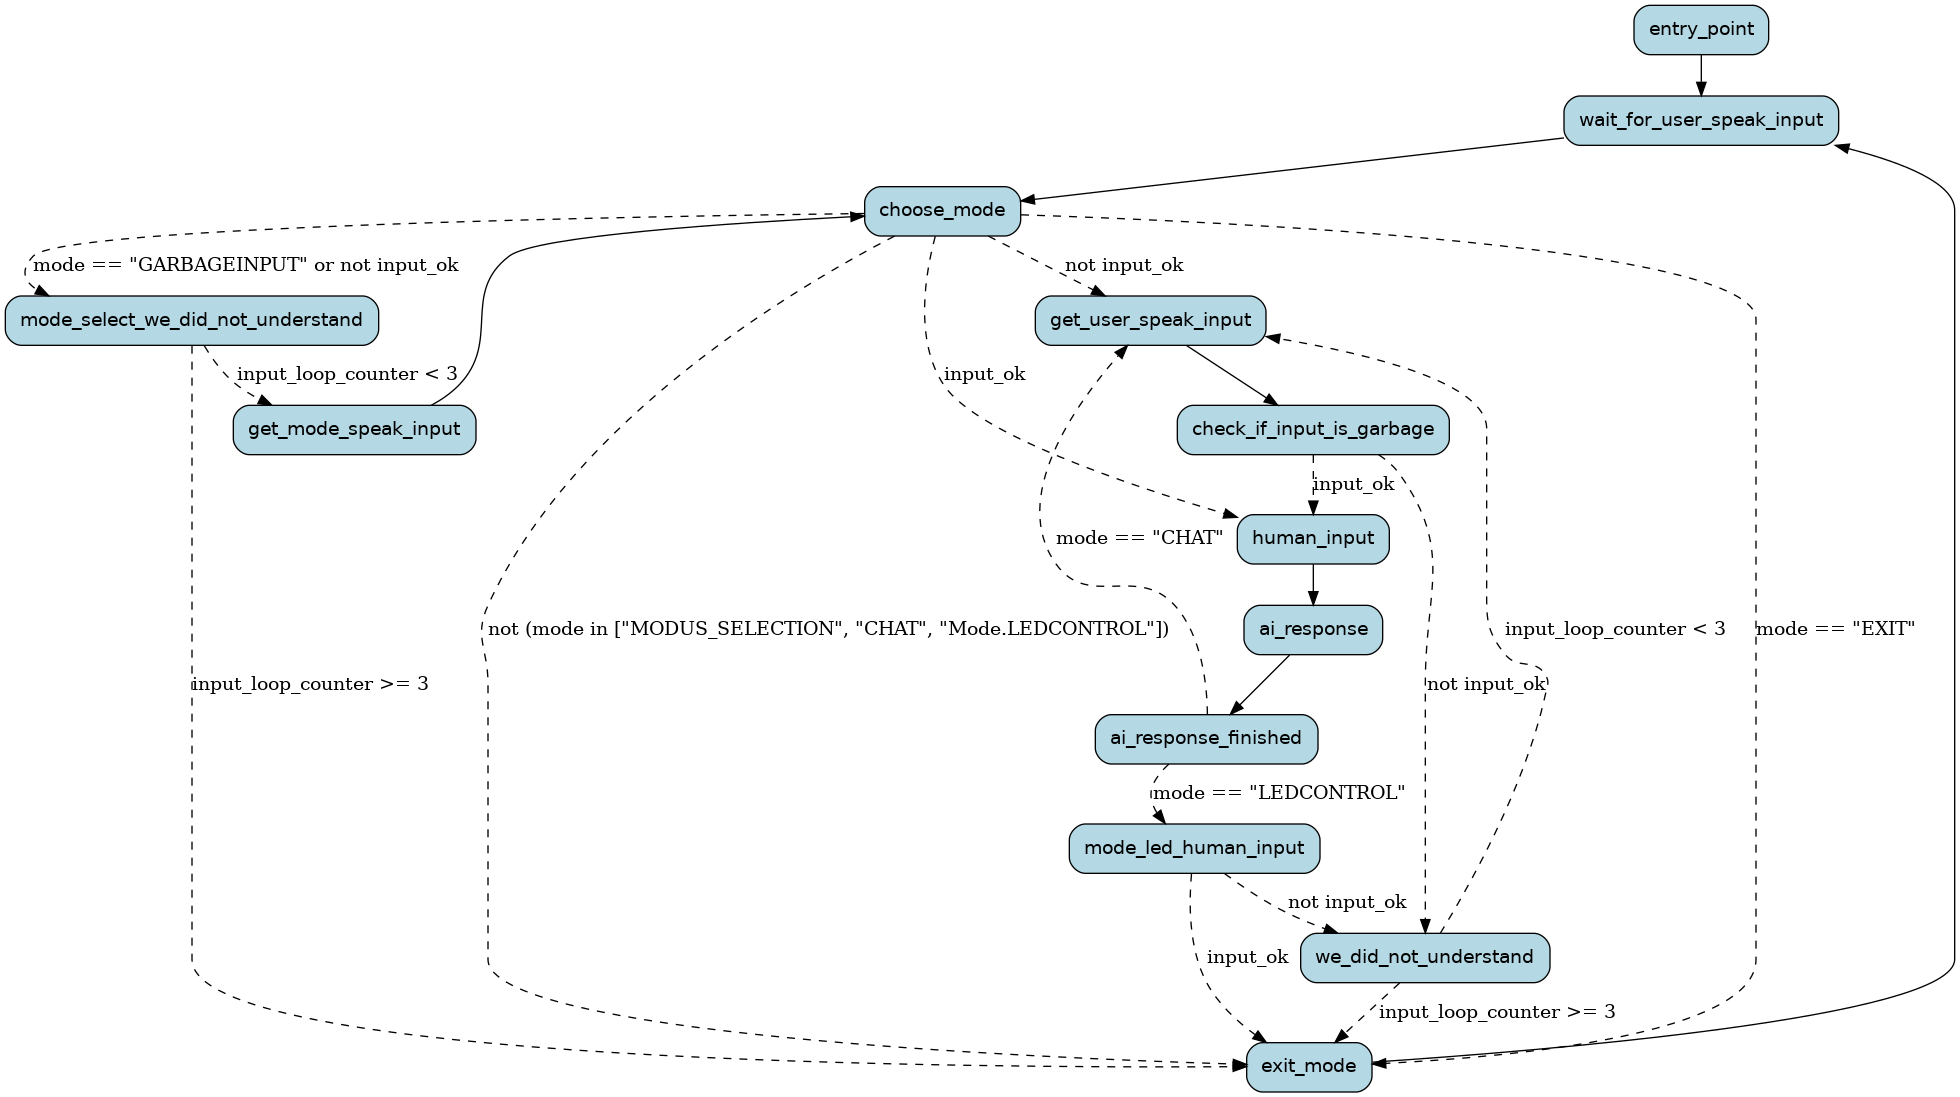 entry_point
wait_for_user_speak_input
choose_mode
mode == "GARBAGEINPUT" or not input_ok
not input_ok
mode_select_we_did_not_understand
get_user_speak_input
input_loop_counter < 3
input_ok
get_mode_speak_input
check_if_input_is_garbage
input_ok
mode == "CHAT"
human_input
not (mode in ["MODUS_SELECTION", "CHAT", "Mode.LEDCONTROL"])
ai_response
input_loop_counter < 3
mode == "EXIT"
input_loop_counter >= 3
not input_ok
ai_response_finished
mode == "LEDCONTROL"
mode_led_human_input
not input_ok
input_ok
we_did_not_understand
input_loop_counter >= 3
exit_mode